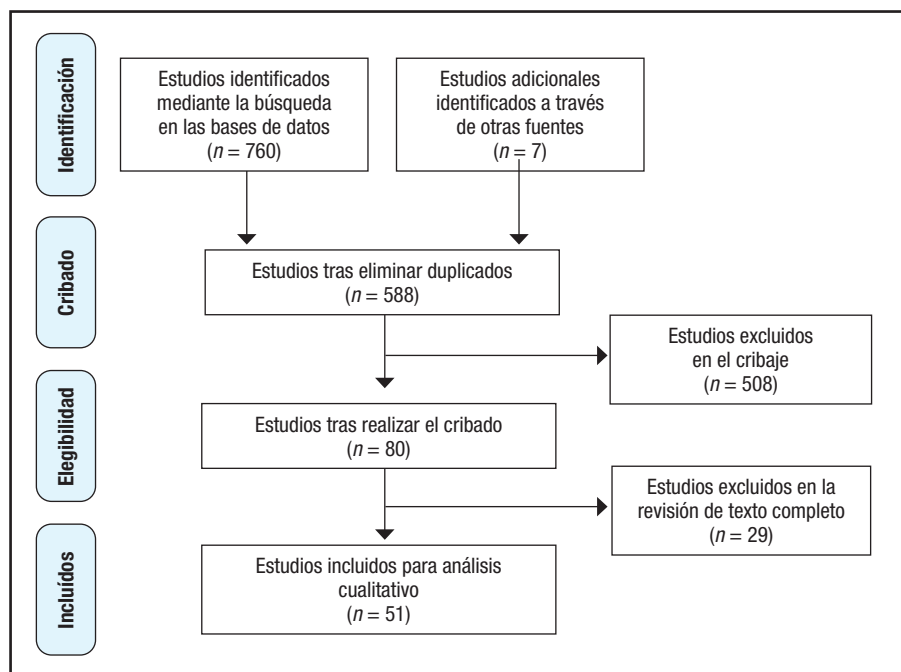 Identificación
Estudios identificados
mediante la búsqueda
en las bases de datos
(n = 760)
Estudios adicionales
identificados a través
de otras fuentes
(n = 7)
Cribado
Estudios tras eliminar duplicados
(n = 588)
Estudios excluidos
en el cribaje
(n = 508)
Elegibilidad
Estudios tras realizar el cribado
(n = 80)
Estudios excluidos en la
revisión de texto completo
(n = 29)
Incluídos
Estudios incluidos para análisis
cualitativo
(n = 51)